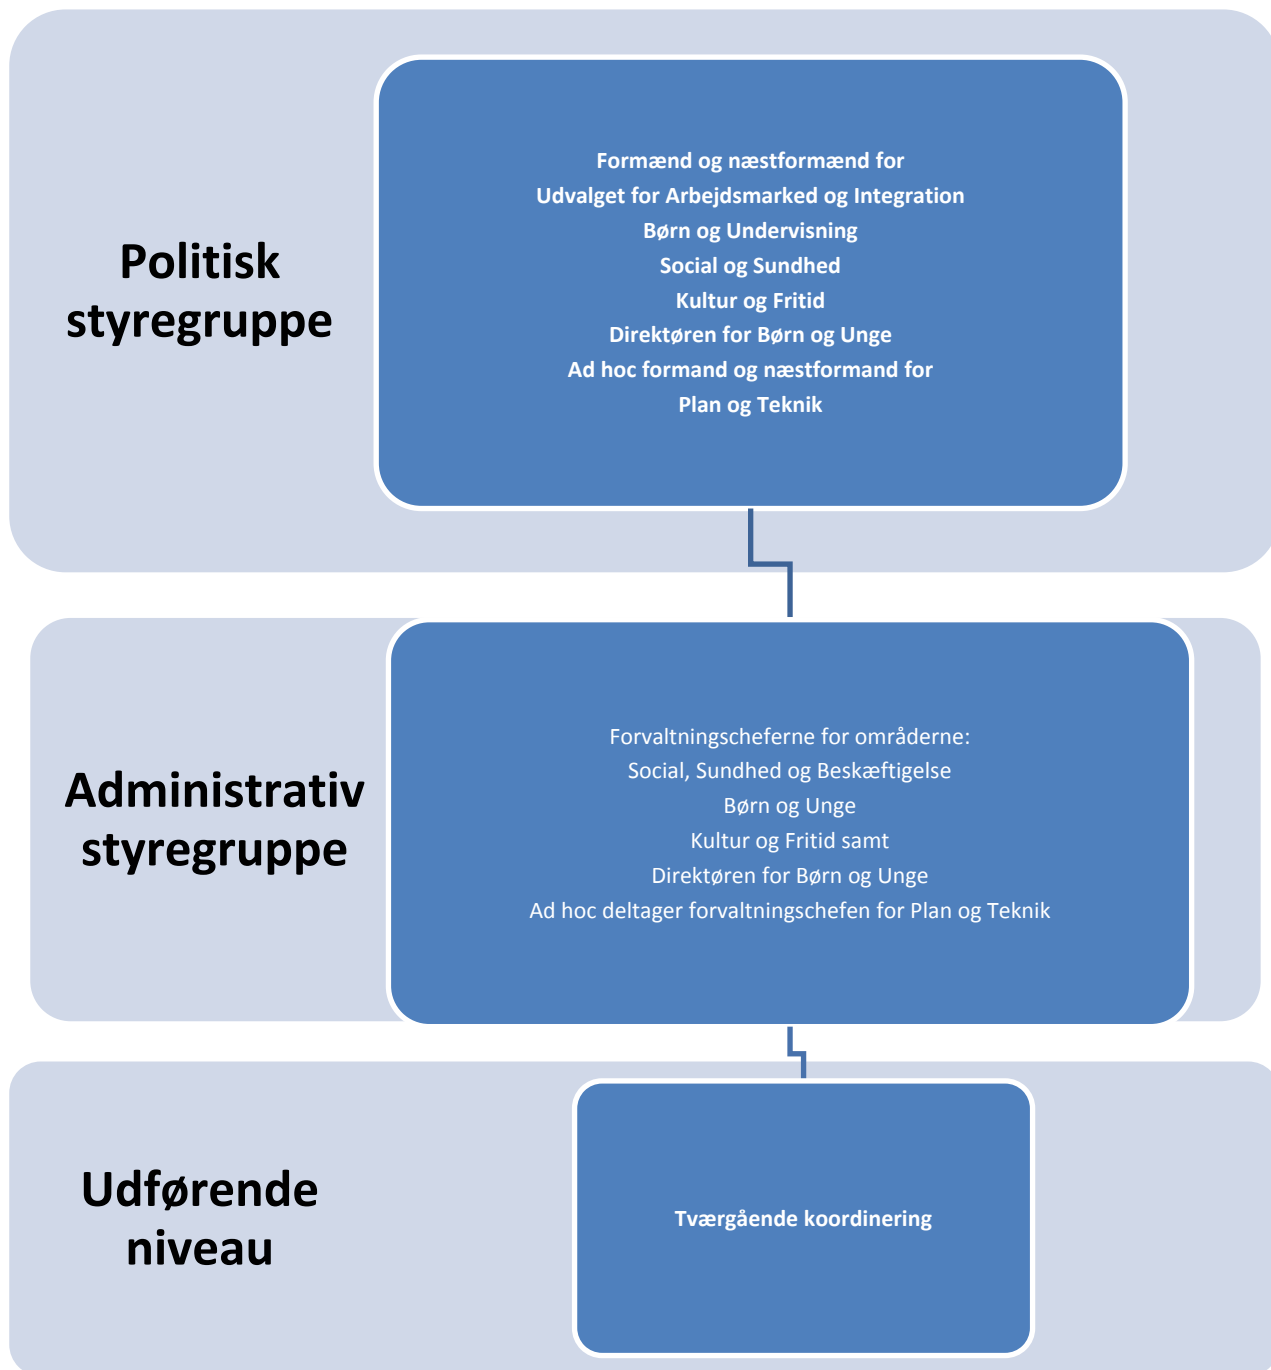 Politisk
styregruppe
Formænd og næstformænd for
Udvalget for Arbejdsmarked og Integration
Børn og Undervisning
Social og Sundhed
Kultur og Fritid
Direktøren for Børn og Unge
Ad hoc formand og næstformand for
Plan og Teknik
Administrativ
styregruppe
Forvaltningscheferne for områderne:
Social, Sundhed og Beskæftigelse
Børn og Unge
Kultur og Fritid samt
Direktøren for Børn og Unge
Ad hoc deltager forvaltningschefen for Plan og Teknik
Udførende
niveau
Tværgående koordinering